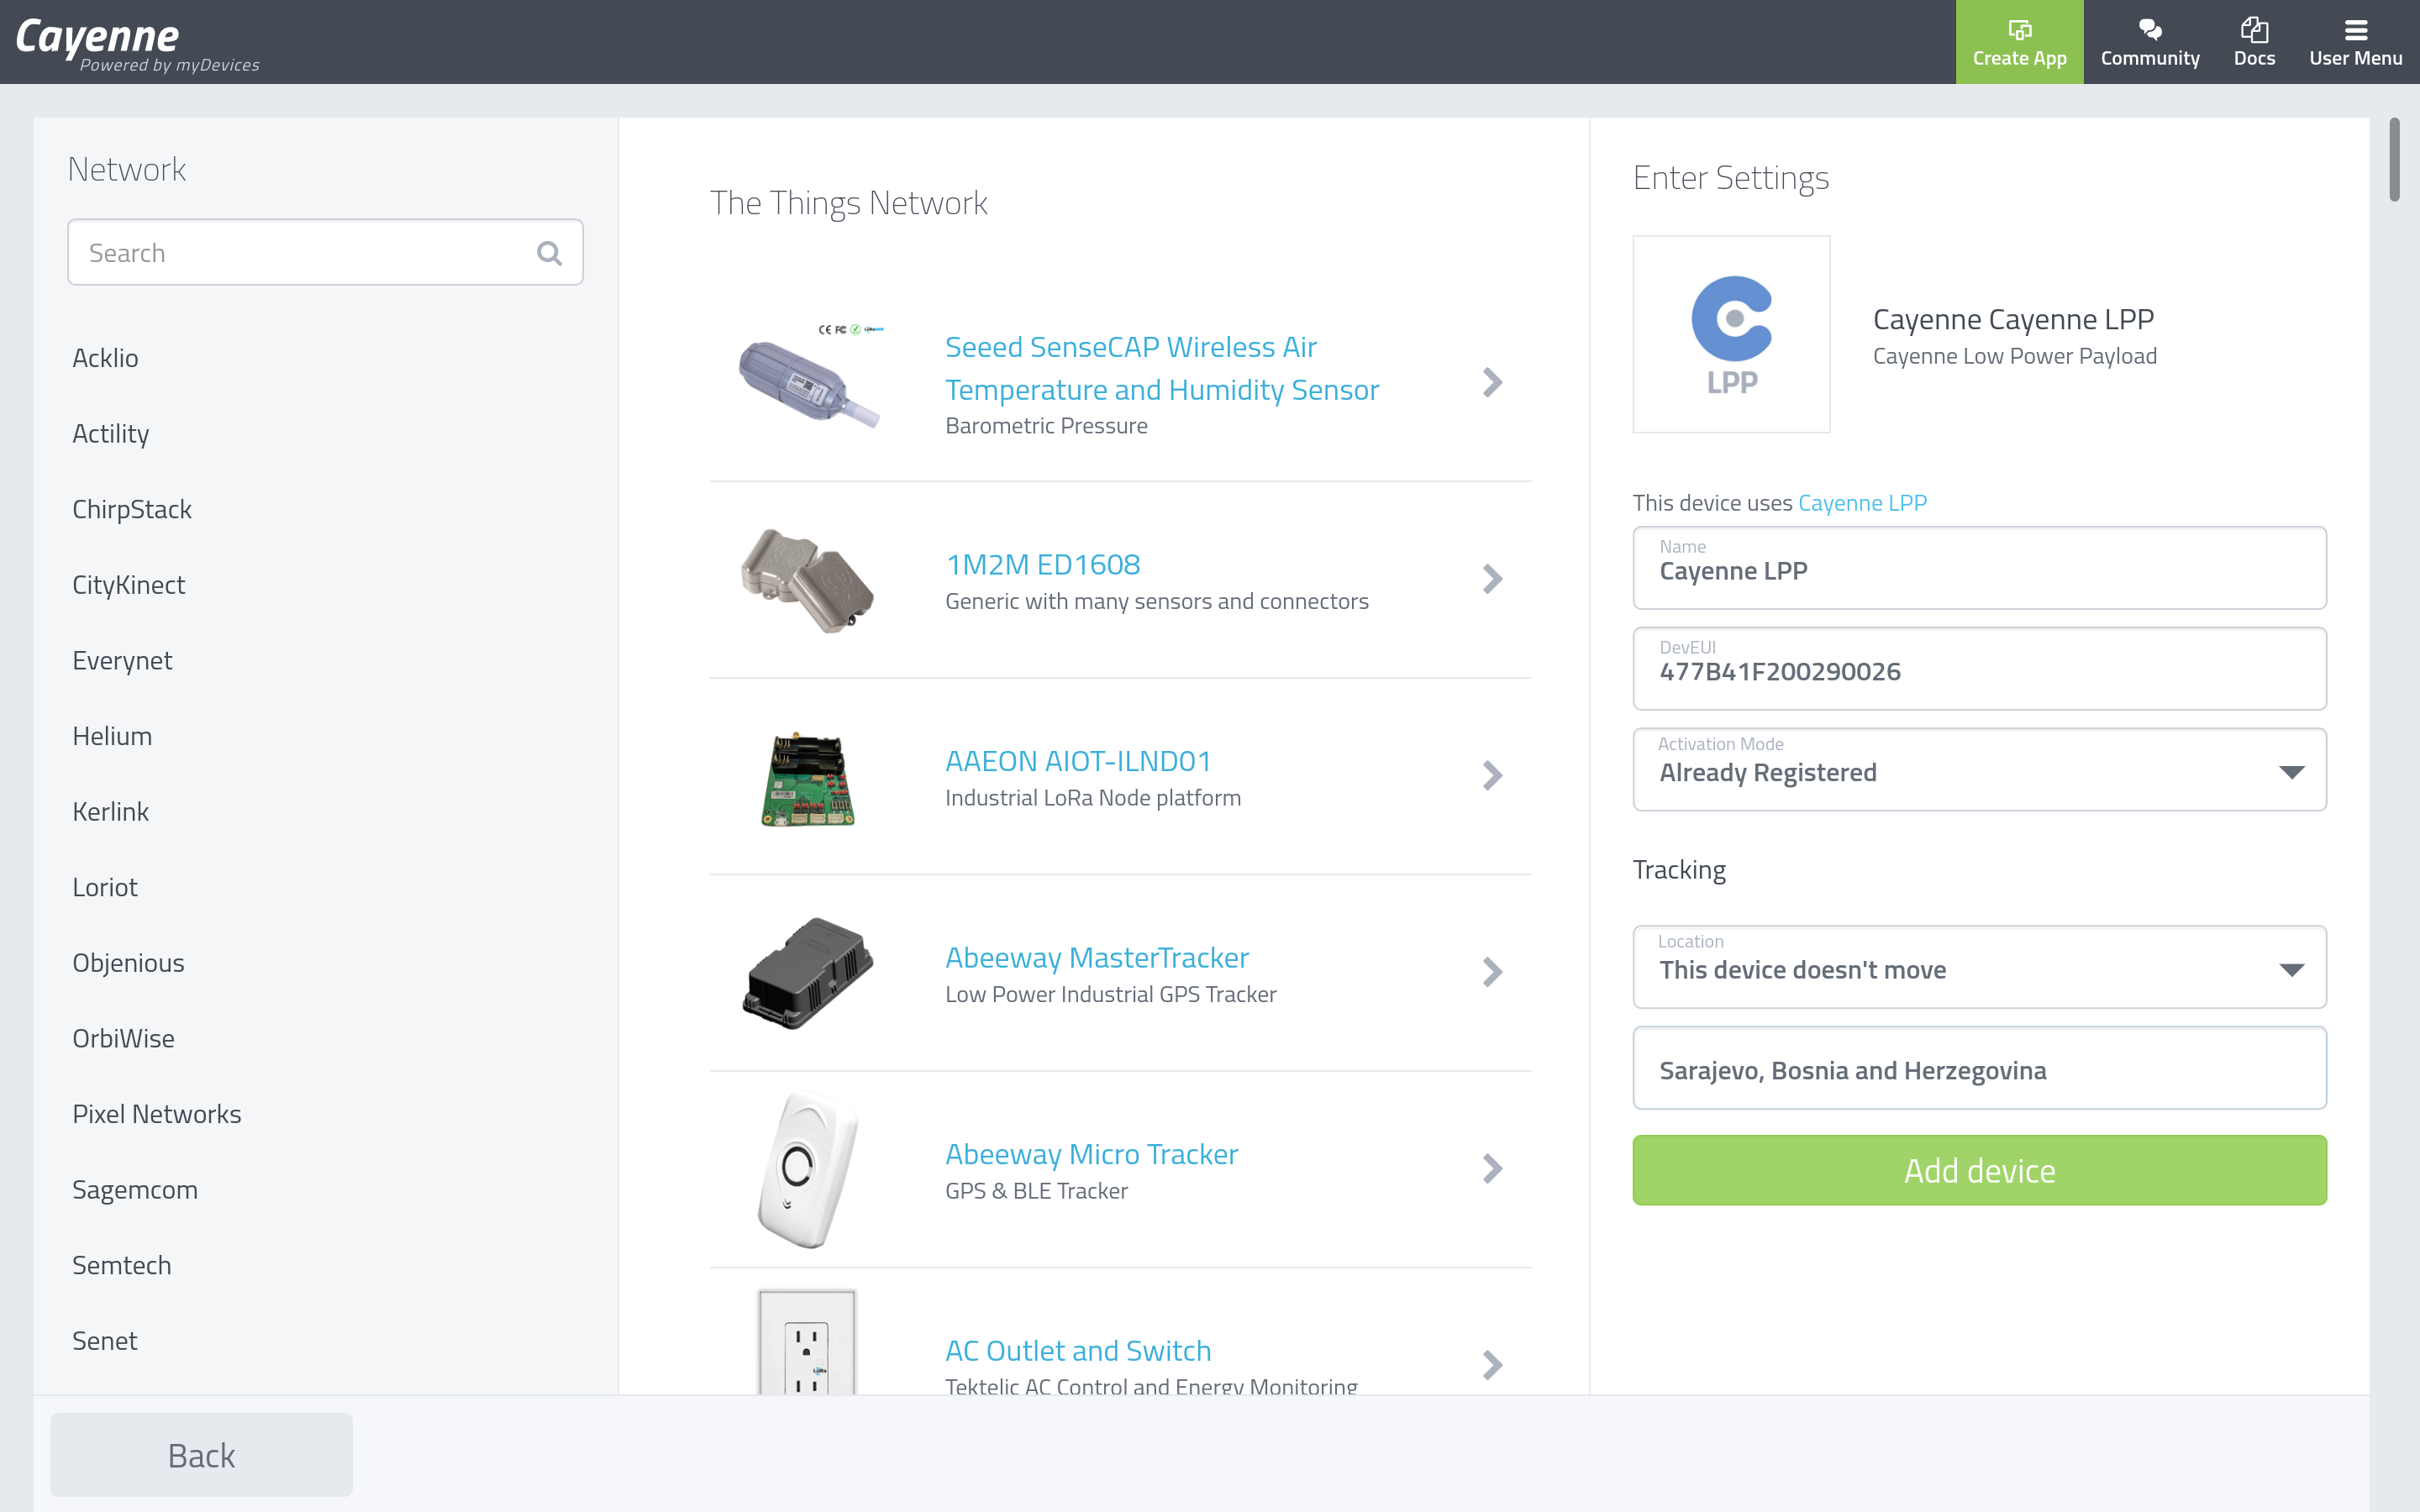 Cayenne
Powered by myDevices
Create App
Community
Docs
User Menu
Network
Search
Acklio
Actility
ChirpStack
CityKinect
Everynet
Helium
Kerlink
Loriot
Objenious
OrbiWise
Pixel Networks
Sagemcom
Semtech
Senet
Back
The Things Network
CE FC
Seeed SenseCAP Wireless Air
Temperature and Humidity Sensor
Barometric Pressure
1M2M ED1608
Generic with many sensors and connectors
AAEON AIOT-ILND01
Industrial LoRa Node platform
Abeeway MasterTracker
Low Power Industrial GPS Tracker
Abeeway Micro Tracker
GPS & BLE Tracker
AC Outlet and Switch
Tektelic AC Control and Energy Monitoring
Enter Settings
LPP
Cayenne Cayenne LPP
Cayenne Low Power Payload
This device uses Cayenne LPP
Name
Cayenne LPP
DevEUI
477B41F200290026
Activation Mode
Already Registered
Tracking
Location
This device doesn't move
Sarajevo, Bosnia and Herzegovina
Add device